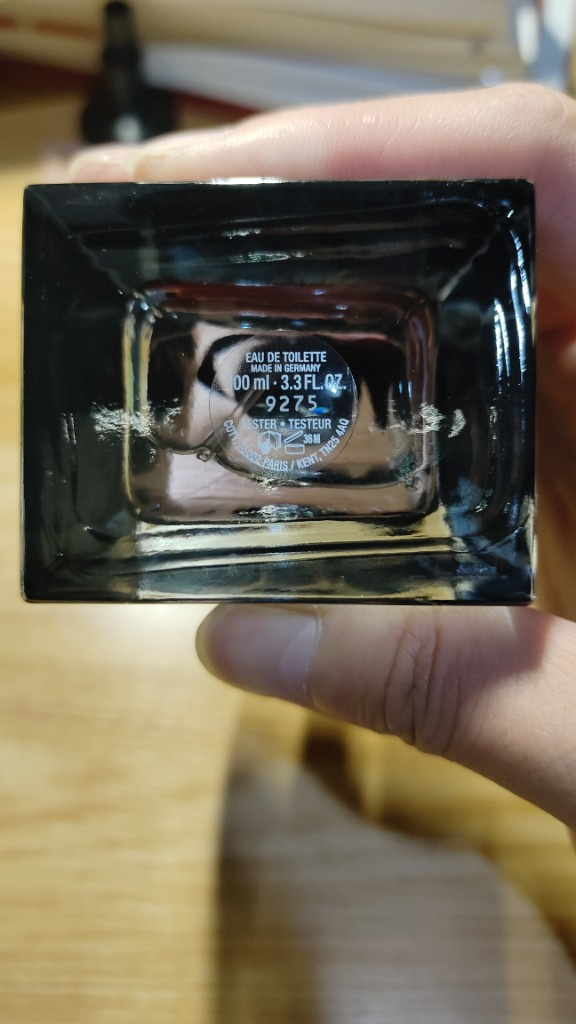 EAU DE TOILETTE
MADE IN GERMANY
00 ml · 3.3 FL. OZ.
9275
ESTER • TESTEUR
36M
PARIS / KENT, TN25 4AQ